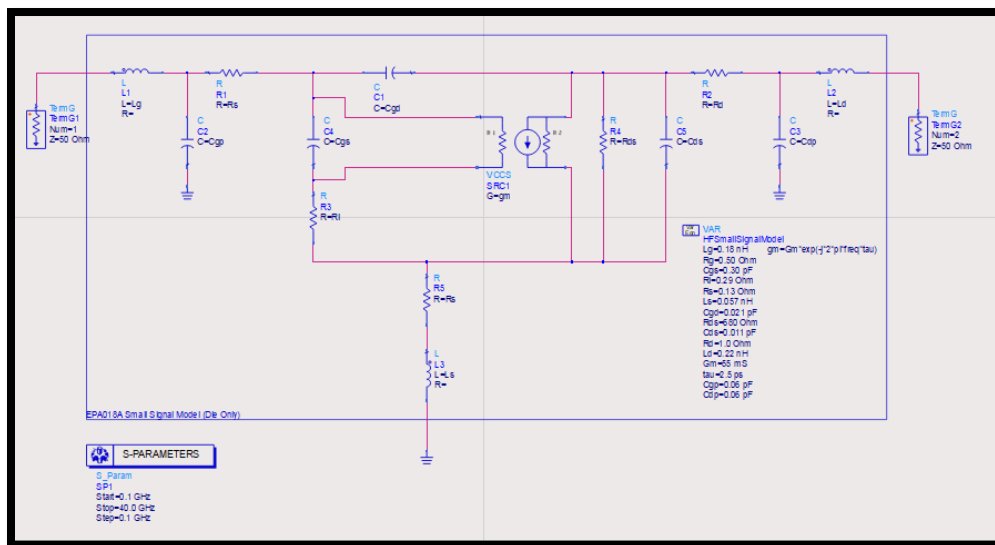 L
L1
L=Lg
R=
R
R1
R=Rs
C
C1
C=Cgd
R
R2
R=Rd
L
L2
L=Ld
R=
TermG
TermG1
Num=1
Z=50 Ohm
C
C2
C=Cgp
C
C4
C=Cgs
R
R4
R=Rds
C
C5
C=Cds
C
C3
C=Cdp
TermG
TermG2
Num=2
Z=50 Ohm
VCCS
SRC1
G=gm
R
R3
R=Ri
VAR
HFSmallSignalModel
Lg=0.18 nH gm=Gm*exp(-j*2*pi*freq*tau)
Rg=0.50 Ohm
Cgs=0.30 pF
Ri=0.29 Ohm
Rs=0.13 Ohm
Ls=0.057 nH
Cgd=0.021 pF
Rds=680 Ohm
Cds=0.011 pF
Rd=1.0 Ohm
Ld=0.22 nH
Gm=55 mS
tau=2.5 ps
Cgp=0.06 pF
Cdp=0.06 pF
R
R5
R=Rs
L
L3
L=Ls
R=
EPA018A Small Signal Model (Die Only)
S-PARAMETERS
S_Param
SP1
Start=0.1 GHz
Stop=40.0 GHz
Step=0.1 GHz